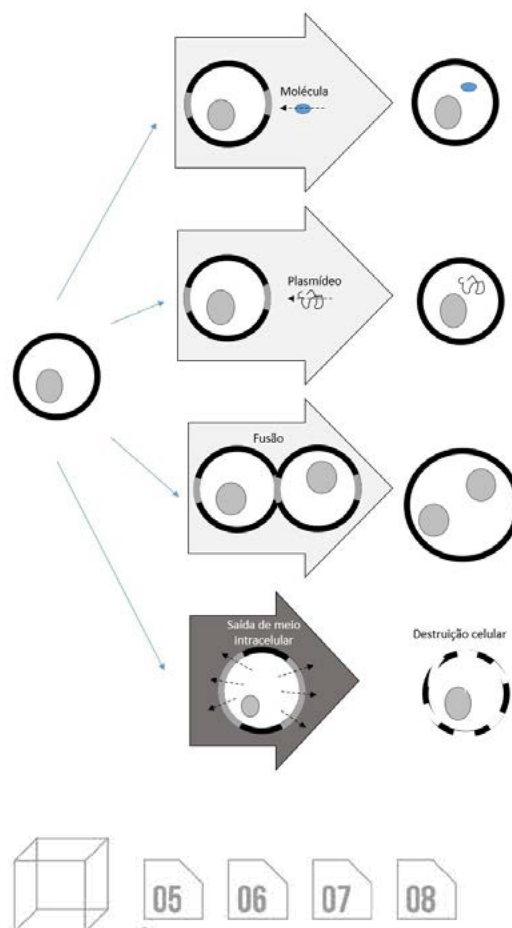 Molécula
Plasmídeo
Fusão
Saída de meio
intracelular
Destruição celular
05
06
07
08